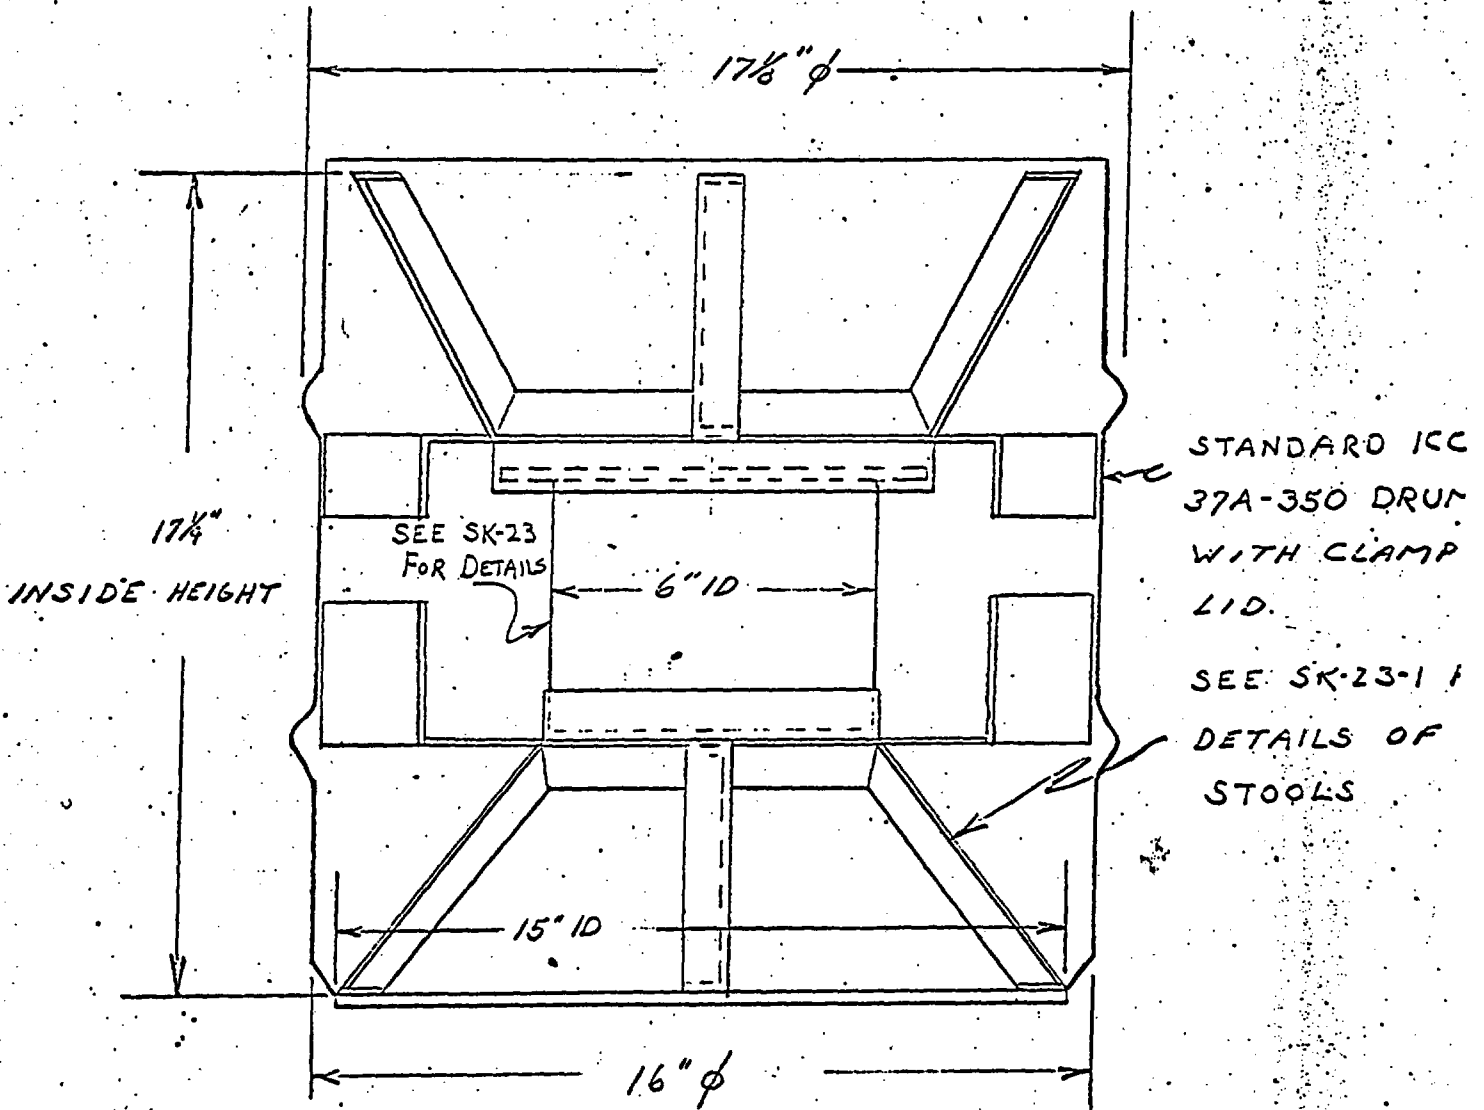 17⅛" ϕ
STANDARD ICC
37A-350 DRUM
WITH CLAMP
LID.
SEE SK-23
FOR DETAILS
17¼"
INSIDE HEIGHT
6" ID
SEE SK-23-1
DETAILS OF
STOOLS
15" ID
16" ϕ